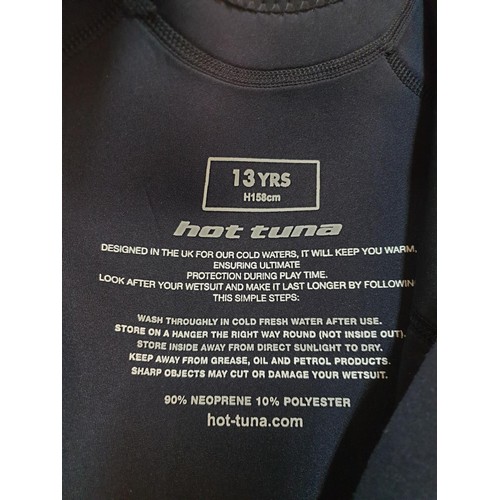 13 YRS
H158cm
hot tuna
DESIGNED IN THE UK FOR OUR COLD WATERS, IT WILL KEEP YOU WARM,
ENSURING ULTIMATE
PROTECTION DURING PLAY TIME.
LOOK AFTER YOUR WETSUIT AND MAKE IT LAST LONGER BY FOLLOWIN
THIS SIMPLE STEPS:
WASH THROUGHLY IN COLD FRESH WATER AFTER USE.
STORE ON A HANGER THE RIGHT WAY ROUND (NOT INSIDE OUT).
STORE INSIDE AWAY FROM DIRECT SUNLIGHT TO DRY.
KEEP AWAY FROM GREASE, OIL AND PETROL PRODUCTS.
SHARP OBJECTS MAY CUT OR DAMAGE YOUR WETSUIT.
90% NEOPRENE 10% POLYESTER
hot-tuna.com